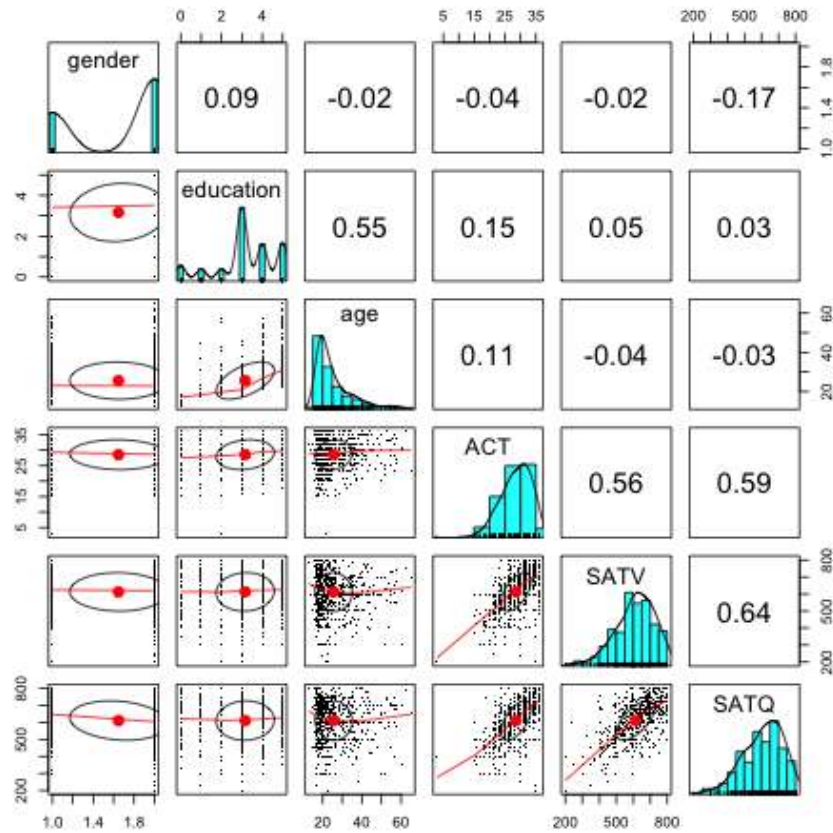 0 2 4 5 15 25 35 200 500 800
gender
0.09 -0.02 -0.04 -0.02 -0.17
1.0 1.4 1.8
0 2 4
education
0.55 0.15 0.05 0.03
age
0.11 -0.04 -0.03
20 40 60
5 15 25 35
ACT
0.56 0.59
SATV
0.64
200 500 800
200 500 800
SATQ
1.0 1.4 1.8 20 40 60 200 500 800